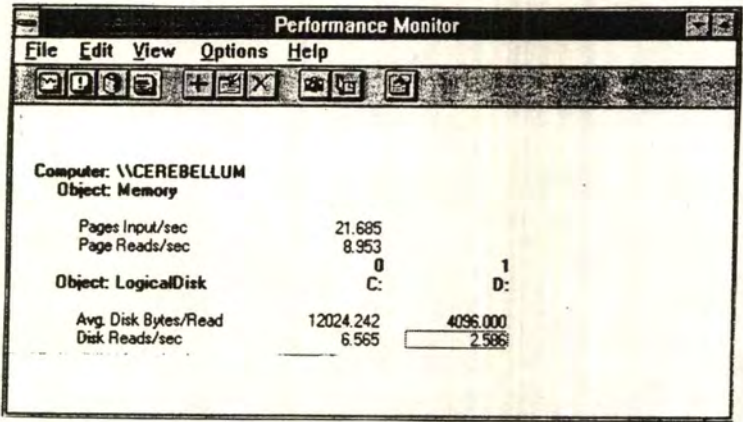 Performance Monitor
File Edit View Options Help
Computer: \\CEREBELLUM
Object: Memory
Pages Input/sec 21.685
Page Reads/sec 8.953
0 1
Object: LogicalDisk C: D:
Avg. Disk Bytes/Read 12024.242 4096.000
Disk Reads/sec 6.565 2.586